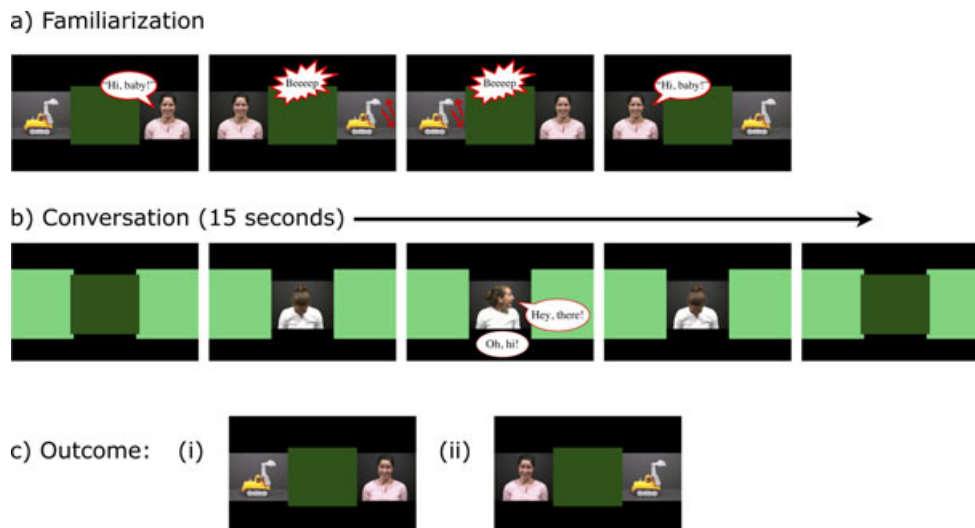 a) Familiarization
"Hi, baby!"
Beeeep
Beeeep
"Hi, baby!"
b) Conversation (15 seconds)
Hey, there!
Oh, hi!
c) Outcome: (i) (ii)